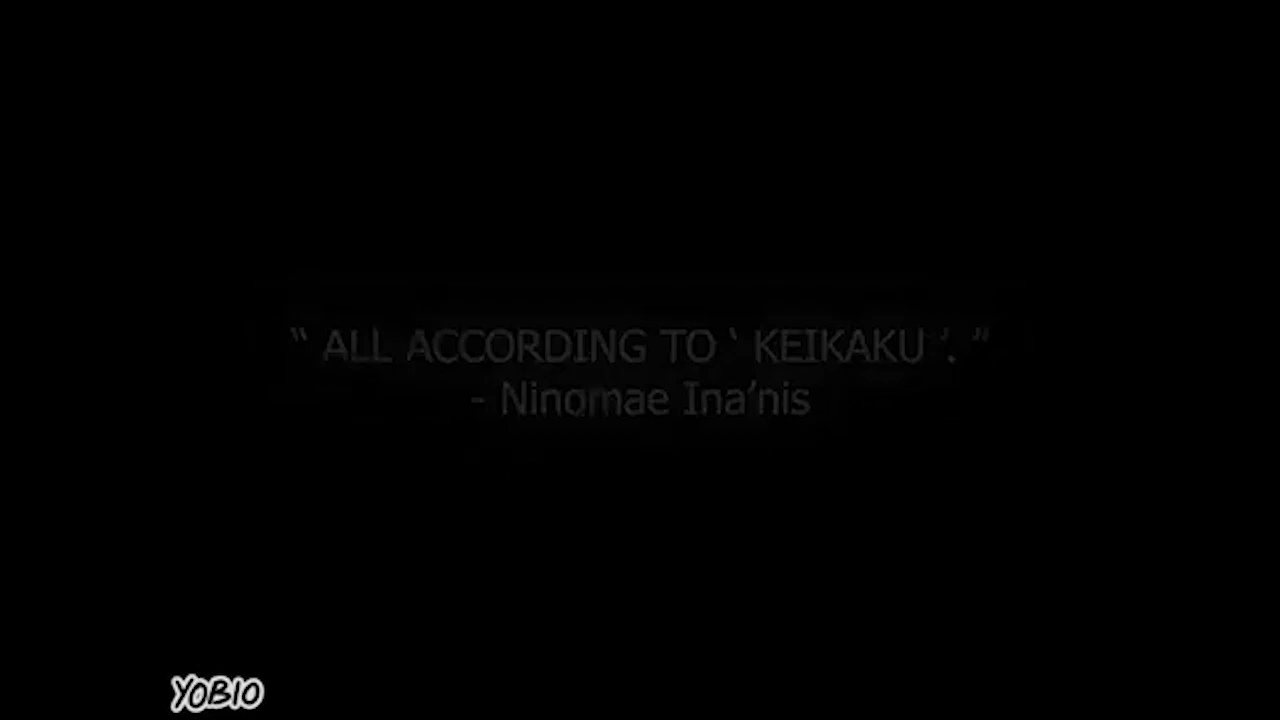 “ ALL ACCORDING TO ‘ KEIKAKU ’. ”
- Ninomae Ina’nis
YOBIO